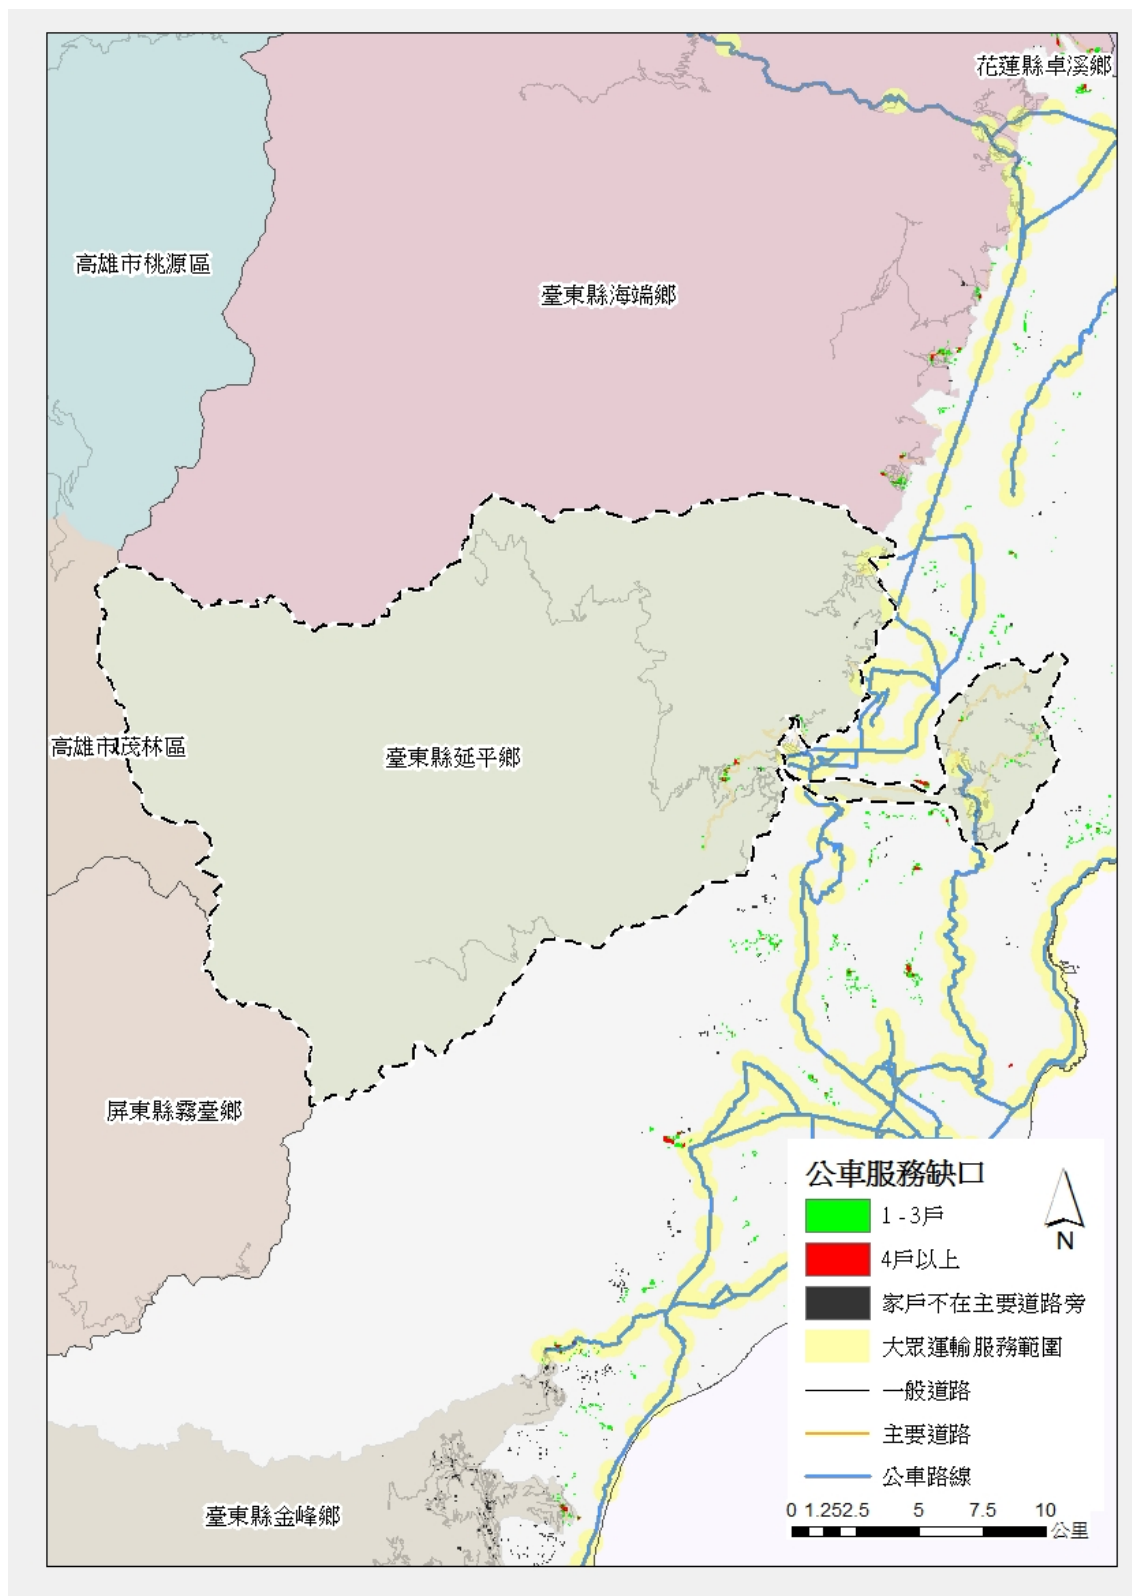 花蓮縣卓溪鄉
高雄市桃源區
臺東縣海端鄉
高雄市茂林區
臺東縣延平鄉
屏東縣霧臺鄉
臺東縣金峰鄉
公車服務缺口
1 - 3戶
4戶以上
家戶不在主要道路旁
大眾運輸服務範圍
一般道路
主要道路
公車路線
N
0 1.252.5 5 7.5 10
公里